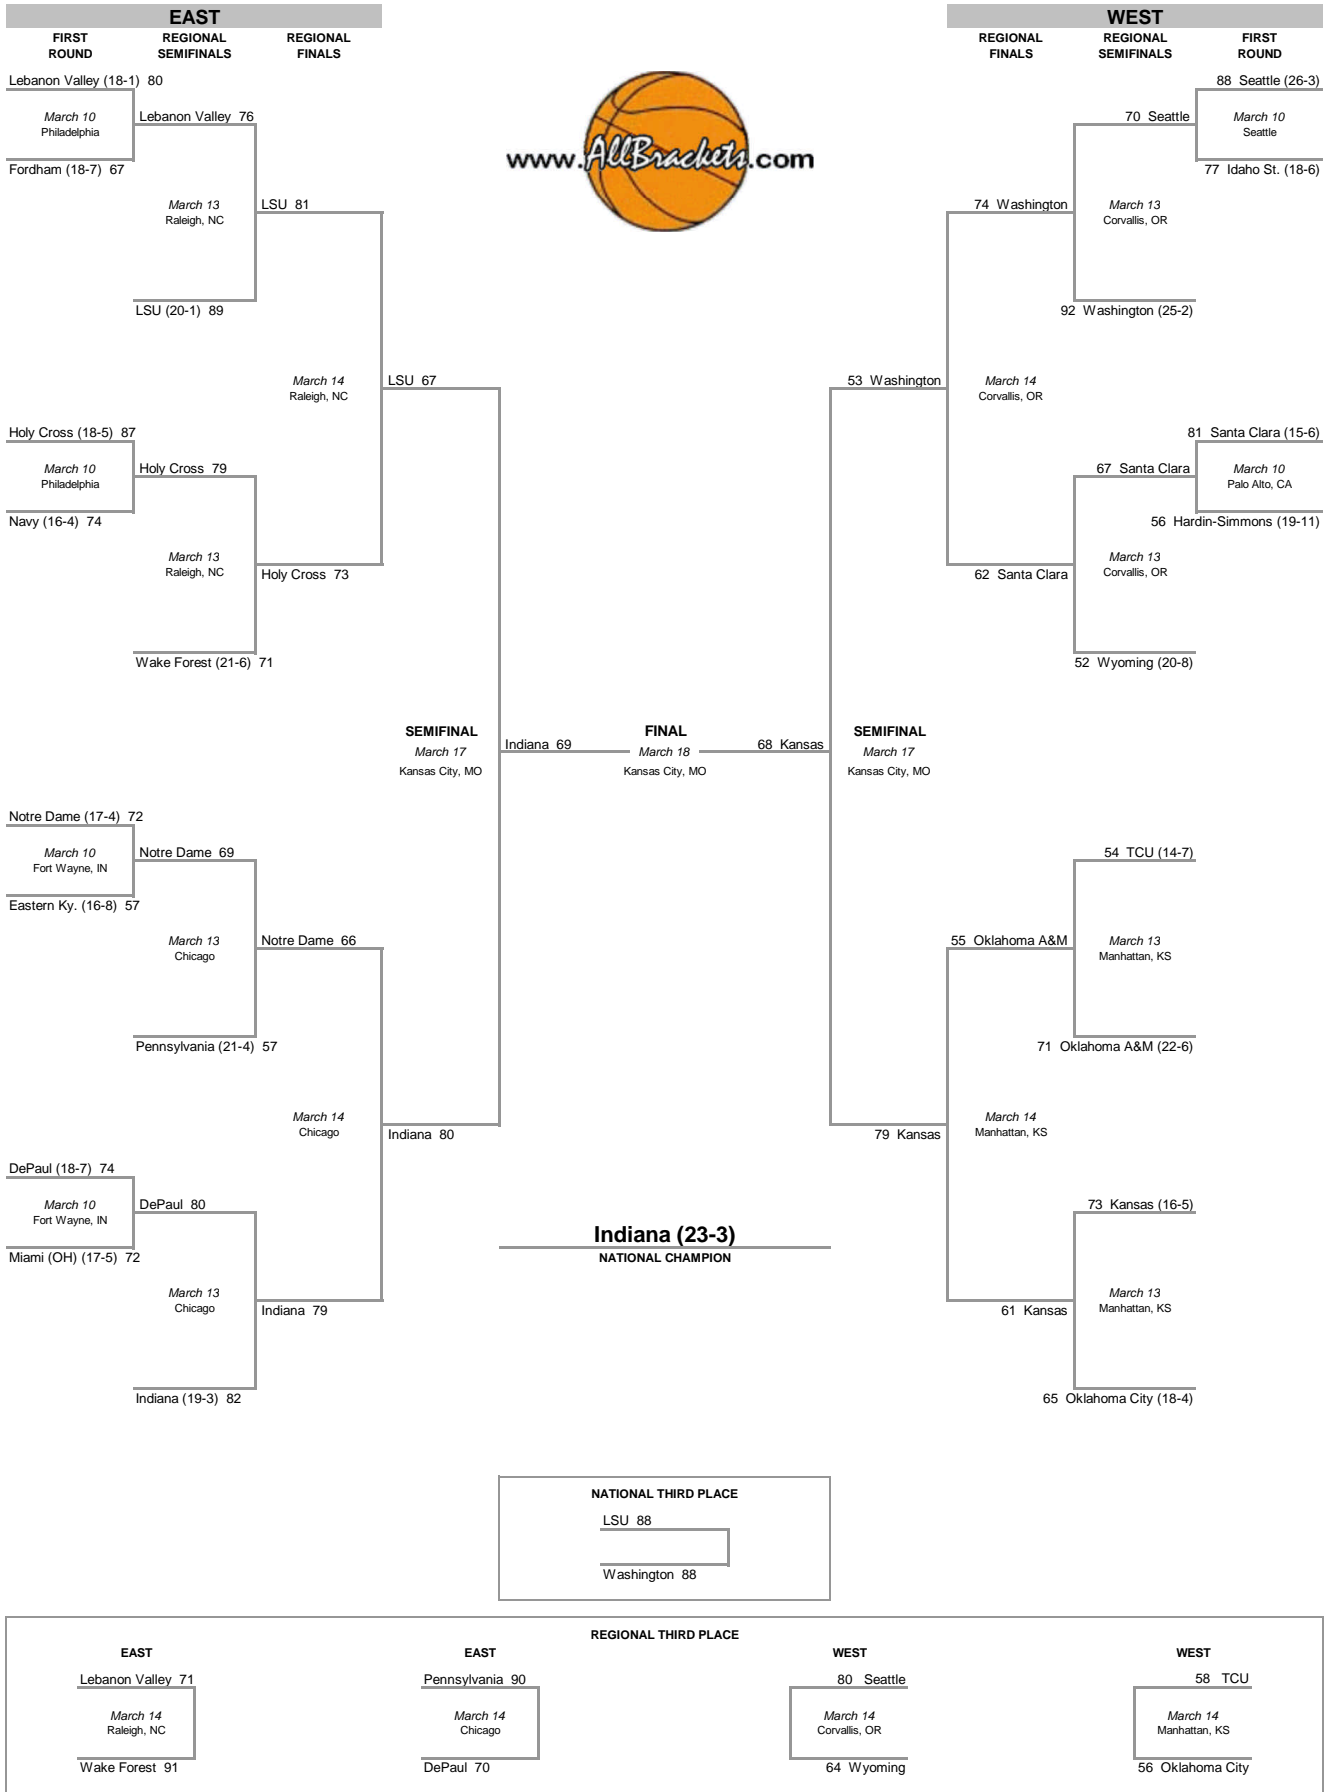 EAST
FIRST ROUND
REGIONAL SEMIFINALS
REGIONAL FINALS
Lebanon Valley (18-1) 80
March 10
Philadelphia
Fordham (18-7) 67
Lebanon Valley 76
March 13
Raleigh, NC
LSU (20-1) 89
LSU 81
Holy Cross (18-5) 87
March 10
Philadelphia
Navy (16-4) 74
Holy Cross 79
March 13
Raleigh, NC
Wake Forest (21-6) 71
Holy Cross 73
March 14
Raleigh, NC
LSU 67
Notre Dame (17-4) 72
March 10
Fort Wayne, IN
Eastern Ky. (16-8) 57
Notre Dame 69
March 13
Chicago
Pennsylvania (21-4) 57
Notre Dame 66
DePaul (18-7) 74
March 10
Fort Wayne, IN
Miami (OH) (17-5) 72
DePaul 80
March 13
Chicago
Indiana (19-3) 82
Indiana 79
March 14
Chicago
Indiana 80
SEMIFINAL
March 17
Kansas City, MO
Indiana 69
www.AllBrackets.com
FINAL
March 18
Kansas City, MO
68 Kansas
SEMIFINAL
March 17
Kansas City, MO
WEST
REGIONAL FINALS
REGIONAL SEMIFINALS
FIRST ROUND
88 Seattle (26-3)
March 10
Seattle
77 Idaho St. (18-6)
70 Seattle
March 13
Corvallis, OR
92 Washington (25-2)
74 Washington
81 Santa Clara (15-6)
March 10
Palo Alto, CA
56 Hardin-Simmons (19-11)
67 Santa Clara
March 13
Corvallis, OR
52 Wyoming (20-8)
62 Santa Clara
March 14
Corvallis, OR
53 Washington
54 TCU (14-7)
March 13
Manhattan, KS
71 Oklahoma A&M (22-6)
55 Oklahoma A&M
73 Kansas (16-5)
March 13
Manhattan, KS
65 Oklahoma City (18-4)
61 Kansas
March 14
Manhattan, KS
79 Kansas
Indiana (23-3)
NATIONAL CHAMPION
NATIONAL THIRD PLACE
LSU 88
Washington 88
REGIONAL THIRD PLACE
EAST
Lebanon Valley 71
March 14
Raleigh, NC
Wake Forest 91
EAST
Pennsylvania 90
March 14
Chicago
DePaul 70
WEST
80 Seattle
March 14
Corvallis, OR
64 Wyoming
WEST
58 TCU
March 14
Manhattan, KS
56 Oklahoma City